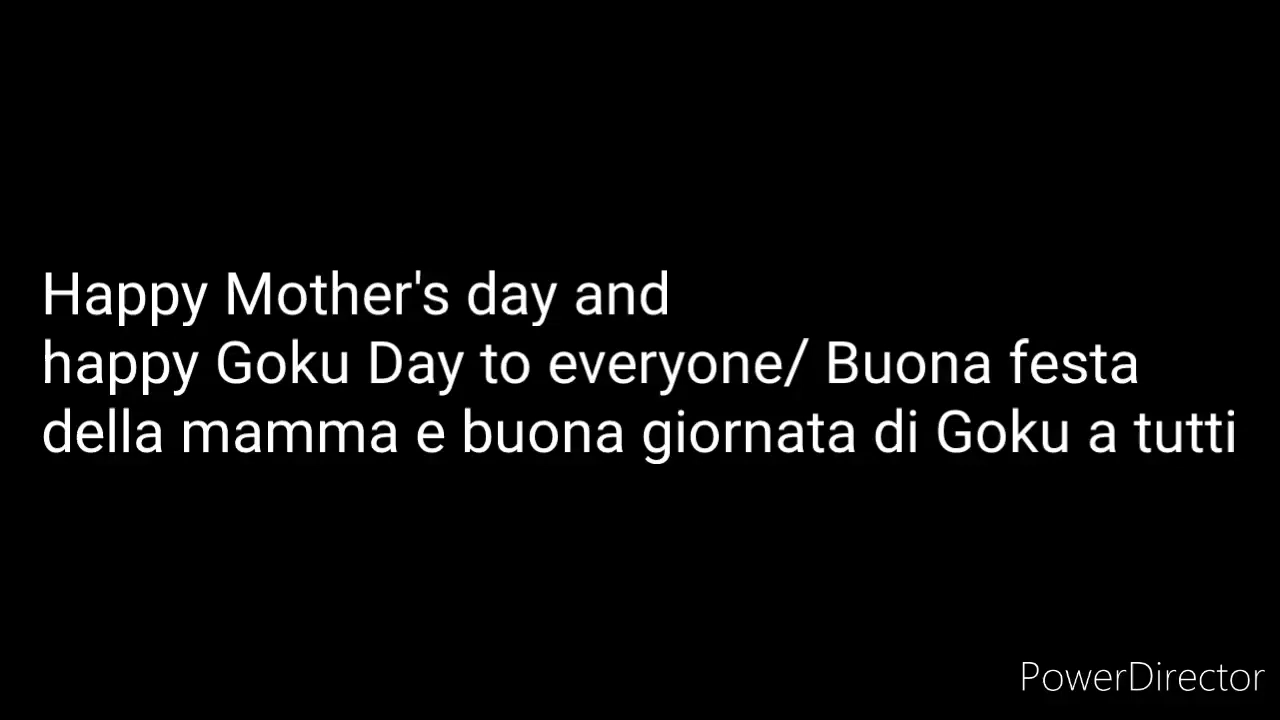 Happy Mother's day and
happy Goku Day to everyone/ Buona festa
della mamma e buona giornata di Goku a tutti
PowerDirector